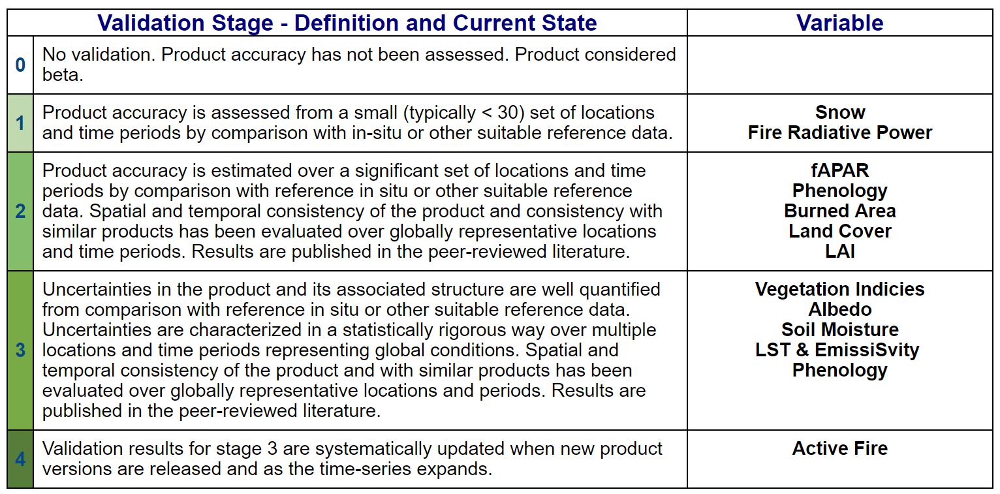 Validation Stage - Definition and Current State
Variable
0
No validation. Product accuracy has not been assessed. Product considered
beta.
1
Product accuracy is assessed from a small (typically < 30) set of locations
and time periods by comparison with in-situ or other suitable reference data.
Snow
Fire Radiative Power
2
Product accuracy is estimated over a significant set of locations and time
periods by comparison with reference in situ or other suitable reference
data. Spatial and temporal consistency of the product and consistency with
similar products has been evaluated over globally representative locations
and time periods. Results are published in the peer-reviewed literature.
fAPAR
Phenology
Burned Area
Land Cover
LAI
3
Uncertainties in the product and its associated structure are well quantified
from comparison with reference in situ or other suitable reference data.
Uncertainties are characterized in a statistically rigorous way over multiple
locations and time periods representing global conditions. Spatial and
temporal consistency of the product and with similar products has been
evaluated over globally representative locations and periods. Results are
published in the peer-reviewed literature.
Vegetation Indicies
Albedo
Soil Moisture
LST & EmissiSvity
Phenology
4
Validation results for stage 3 are systematically updated when new product
versions are released and as the time-series expands.
Active Fire